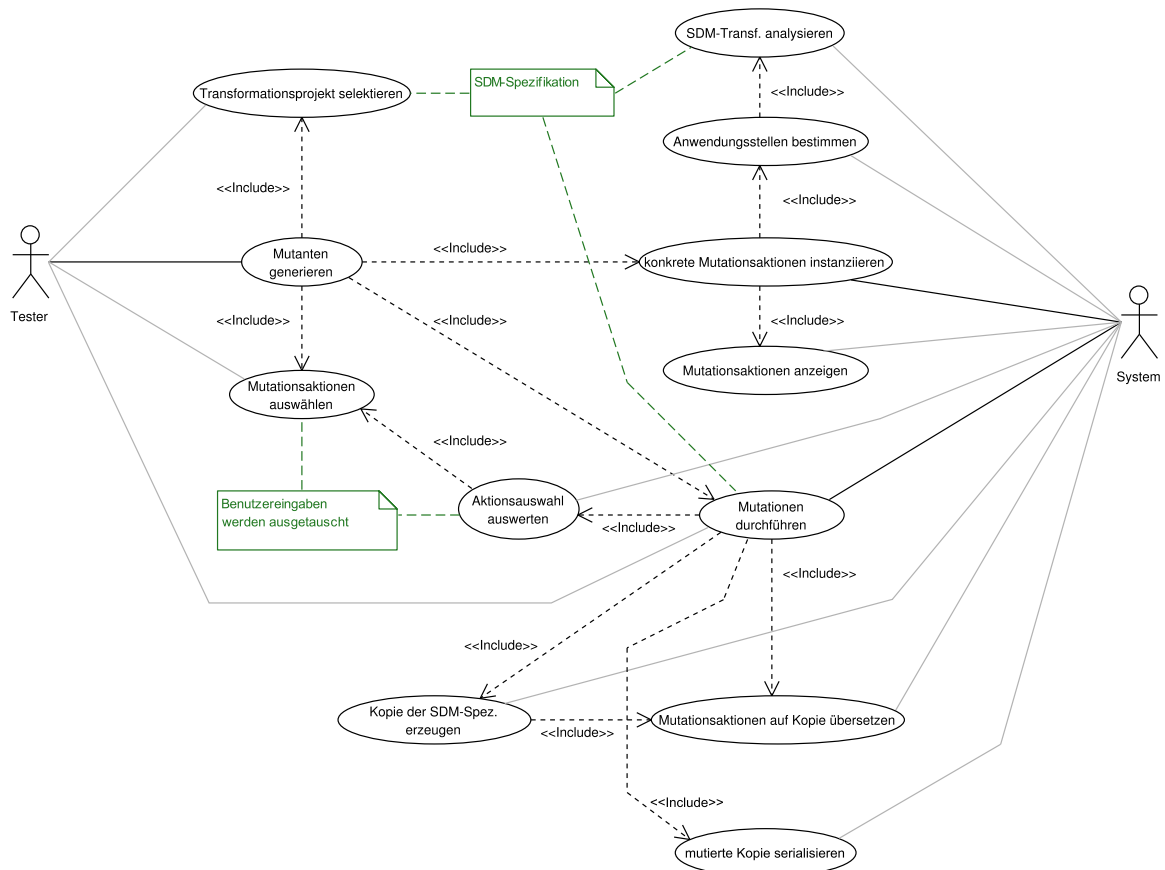 SDM-Transf. analysieren
SDM-Spezifikation
Transformationsprojekt selektieren
<<Include>>
Anwendungsstellen bestimmen
<<Include>>
<<Include>>
Mutanten
generieren
<<Include>>
konkrete Mutationsaktionen instanziieren
Tester
<<Include>>
<<Include>>
<<Include>>
System
Mutationsaktionen anzeigen
Mutationsaktionen
auswählen
<<Include>>
Benutzereingaben
werden ausgetauscht
Aktionsauswahl
auswerten
<<Include>>
Mutationen
durchführen
<<Include>>
<<Include>>
Kopie der SDM-Spez.
erzeugen
<<Include>>
Mutationsaktionen auf Kopie übersetzen
<<Include>>
mutierte Kopie serialisieren